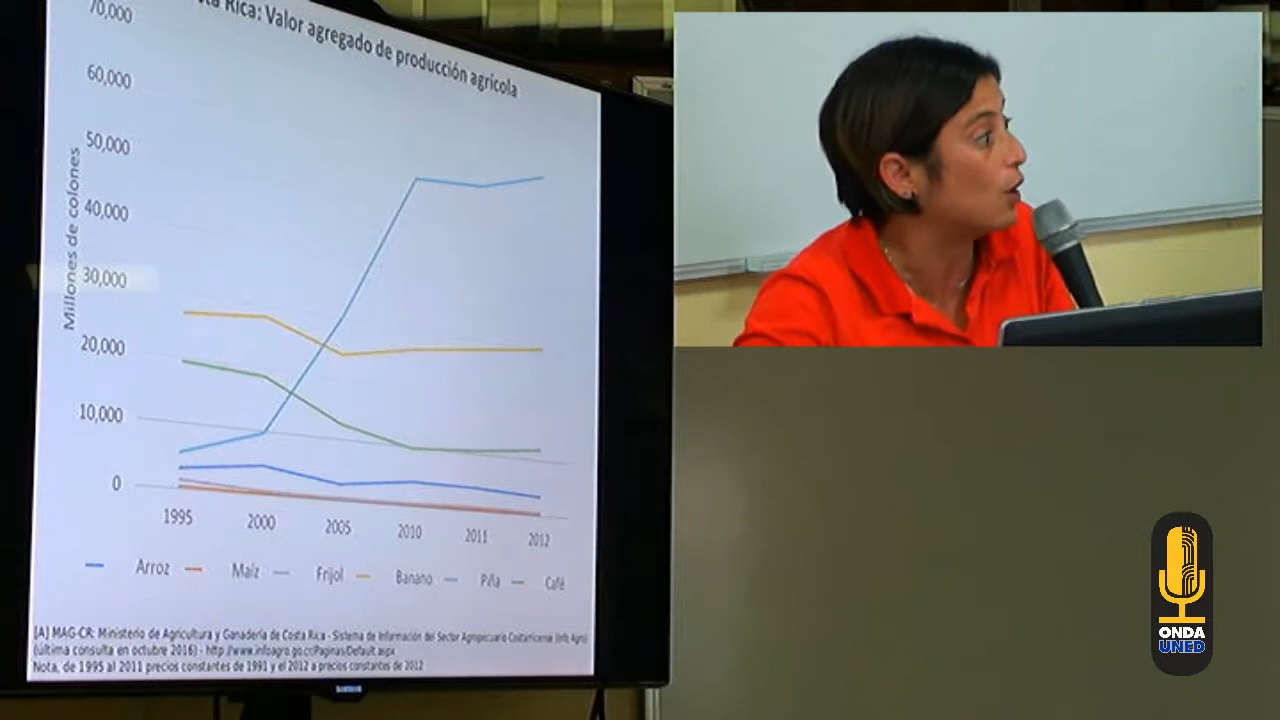 ta Rica: Valor agregado de producción agrícola
70,000
60,000
50,000
40,000
30,000
20,000
10,000
0
Millones de colones
1995 2000 2005 2010 2011 2012
Arroz Maíz Frijol Banano Piña Café
[A] MAG-CR: Ministerio de Agricultura y Ganadería de Costa Rica - Sistema de Información del Sector Agropecuario Costarricense (Info Agro)
(última consulta en octubre 2016) - http://www.infoagro.go.cr/Paginas/Default.aspx
Nota, de 1995 al 2011 precios constantes de 1991 y el 2012 a precios constantes de 2012
SAMSUNG
ONDA
UNED